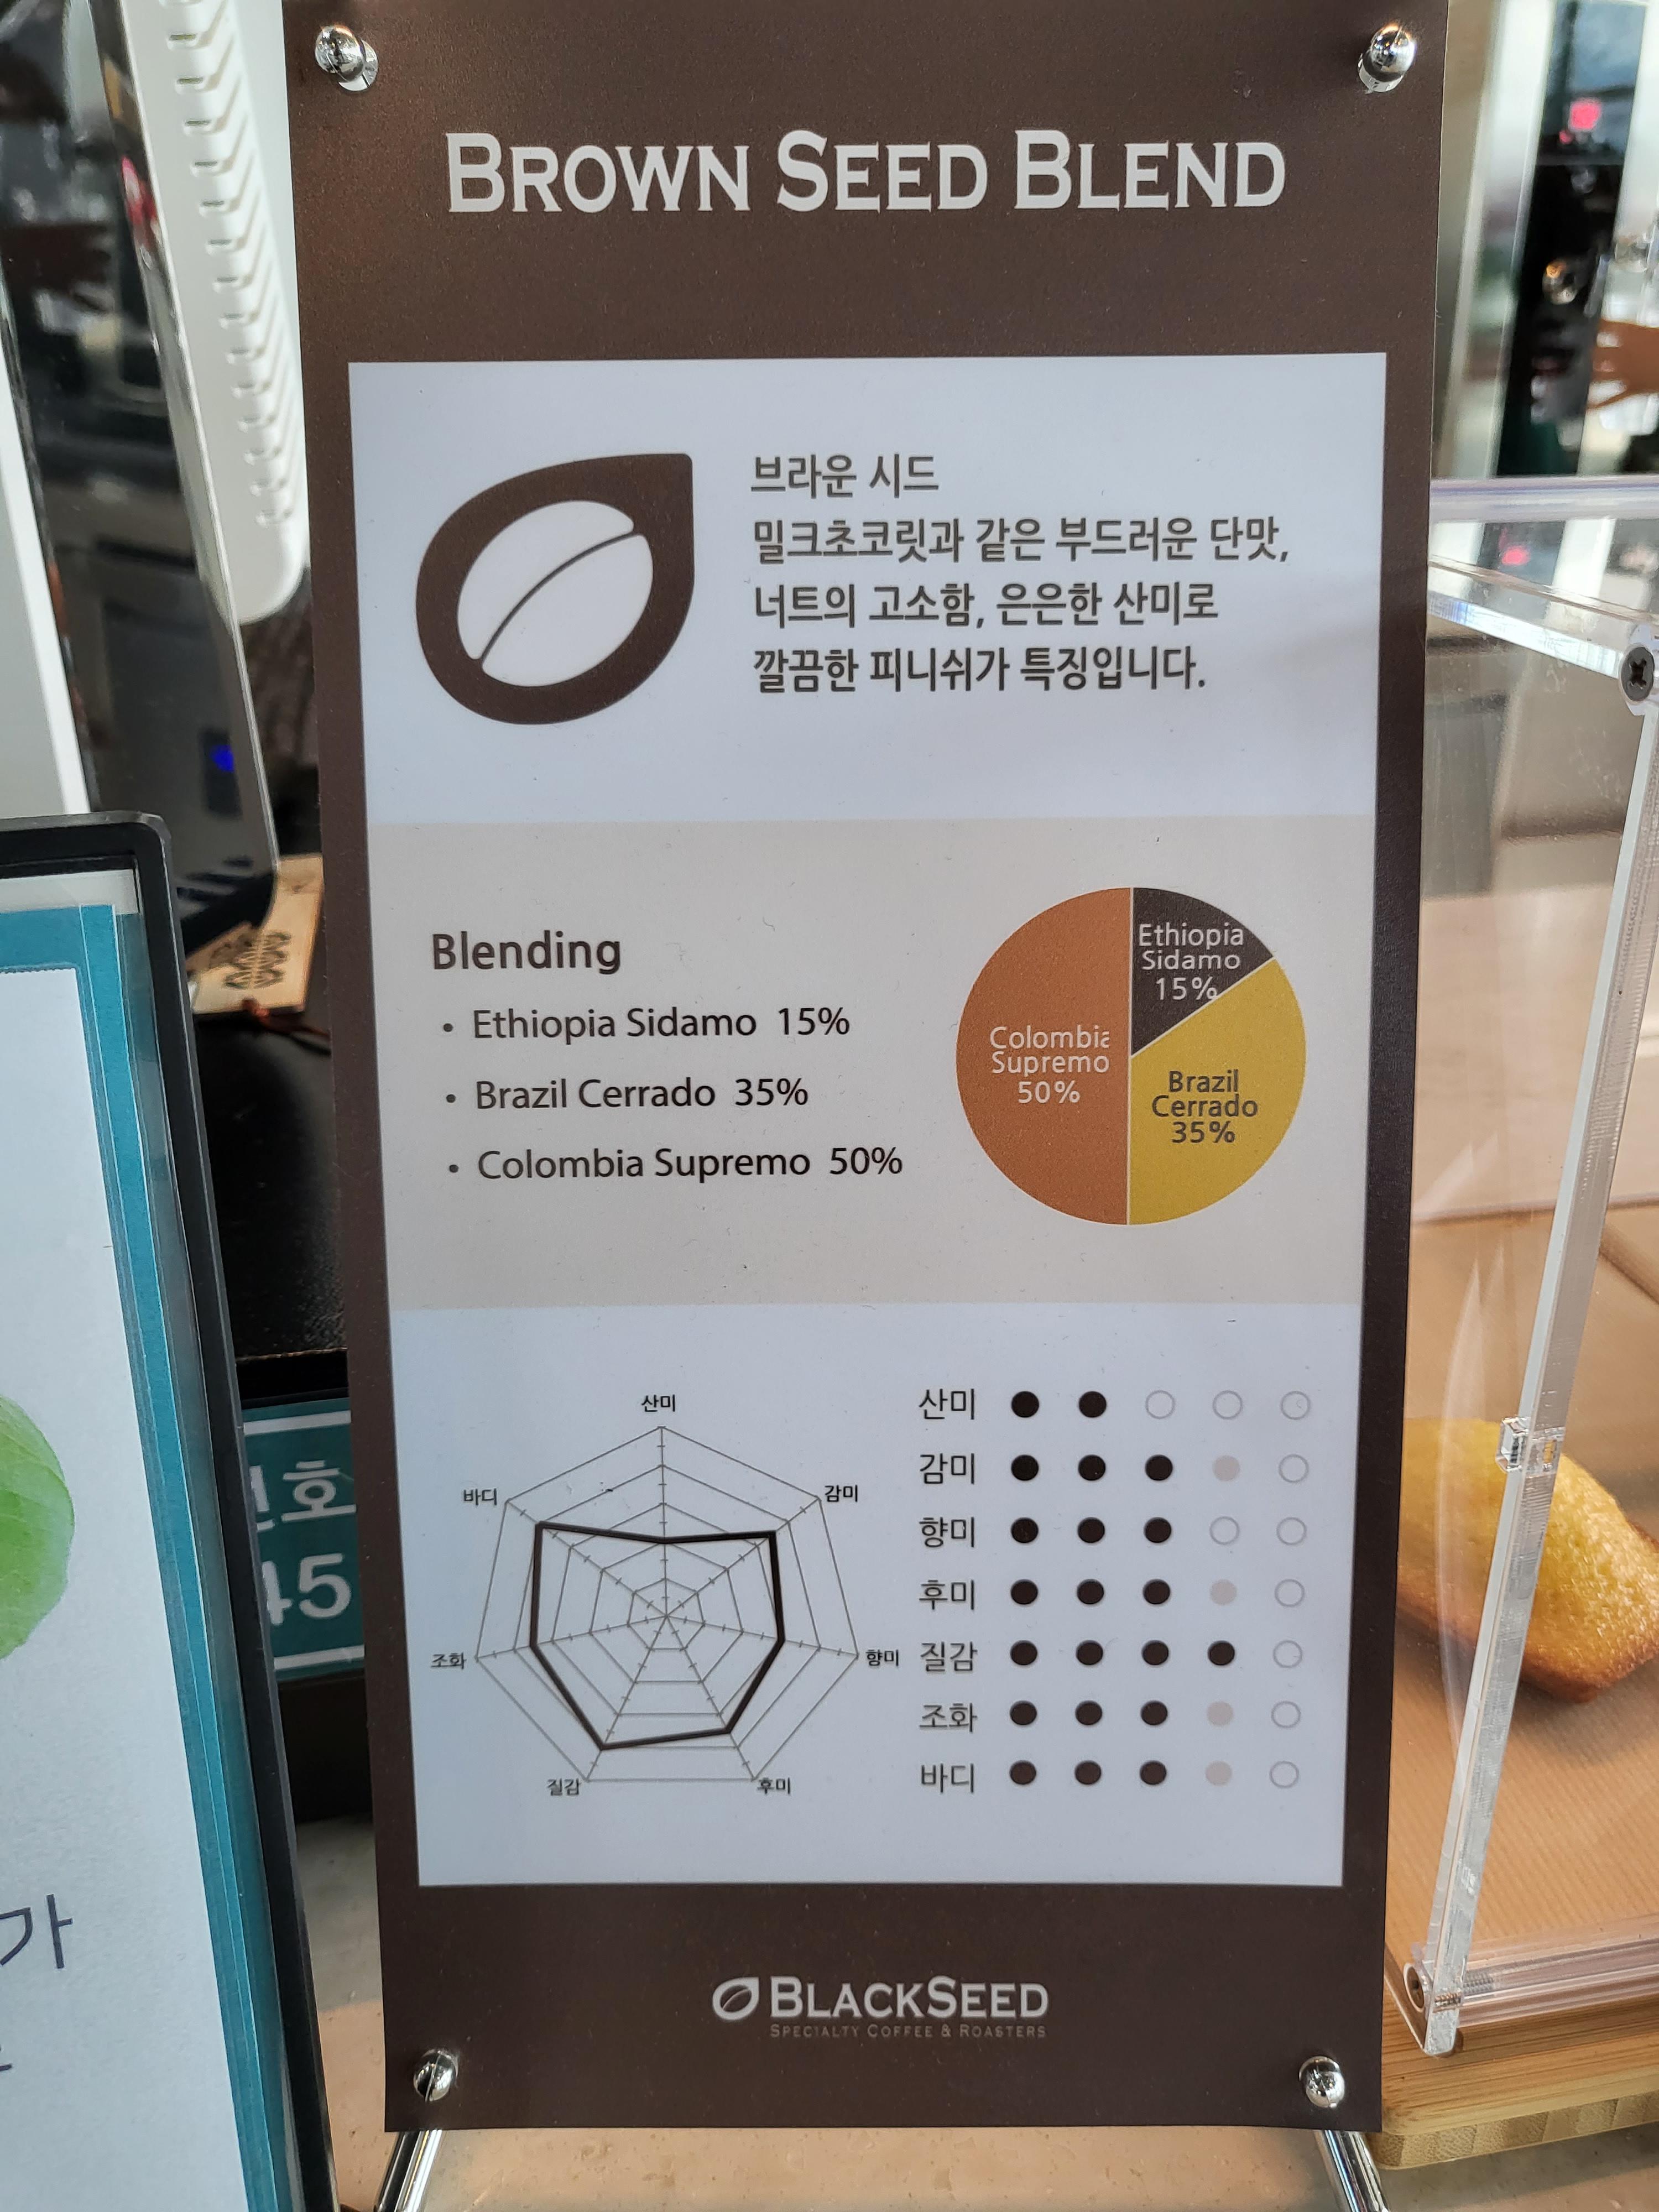 BROWN SEED BLEND
브라운 시드
밀크초코릿과 같은 부드러운 단맛,
너트의 고소함, 은은한 산미로
깔끔한 피니쉬가 특징입니다.
Blending
• Ethiopia Sidamo 15%
• Brazil Cerrado 35%
• Colombia Supremo 50%
Ethiopia
Sidamo
15%
Colombia
Supremo
50%
Brazil
Cerrado
35%
산미
감미
향미
후미
질감
조화
바디
산미
감미
향미
후미
질감
조화
바디
BLACKSEED
SPECIALTY COFFEE & ROASTERS
호
45
가